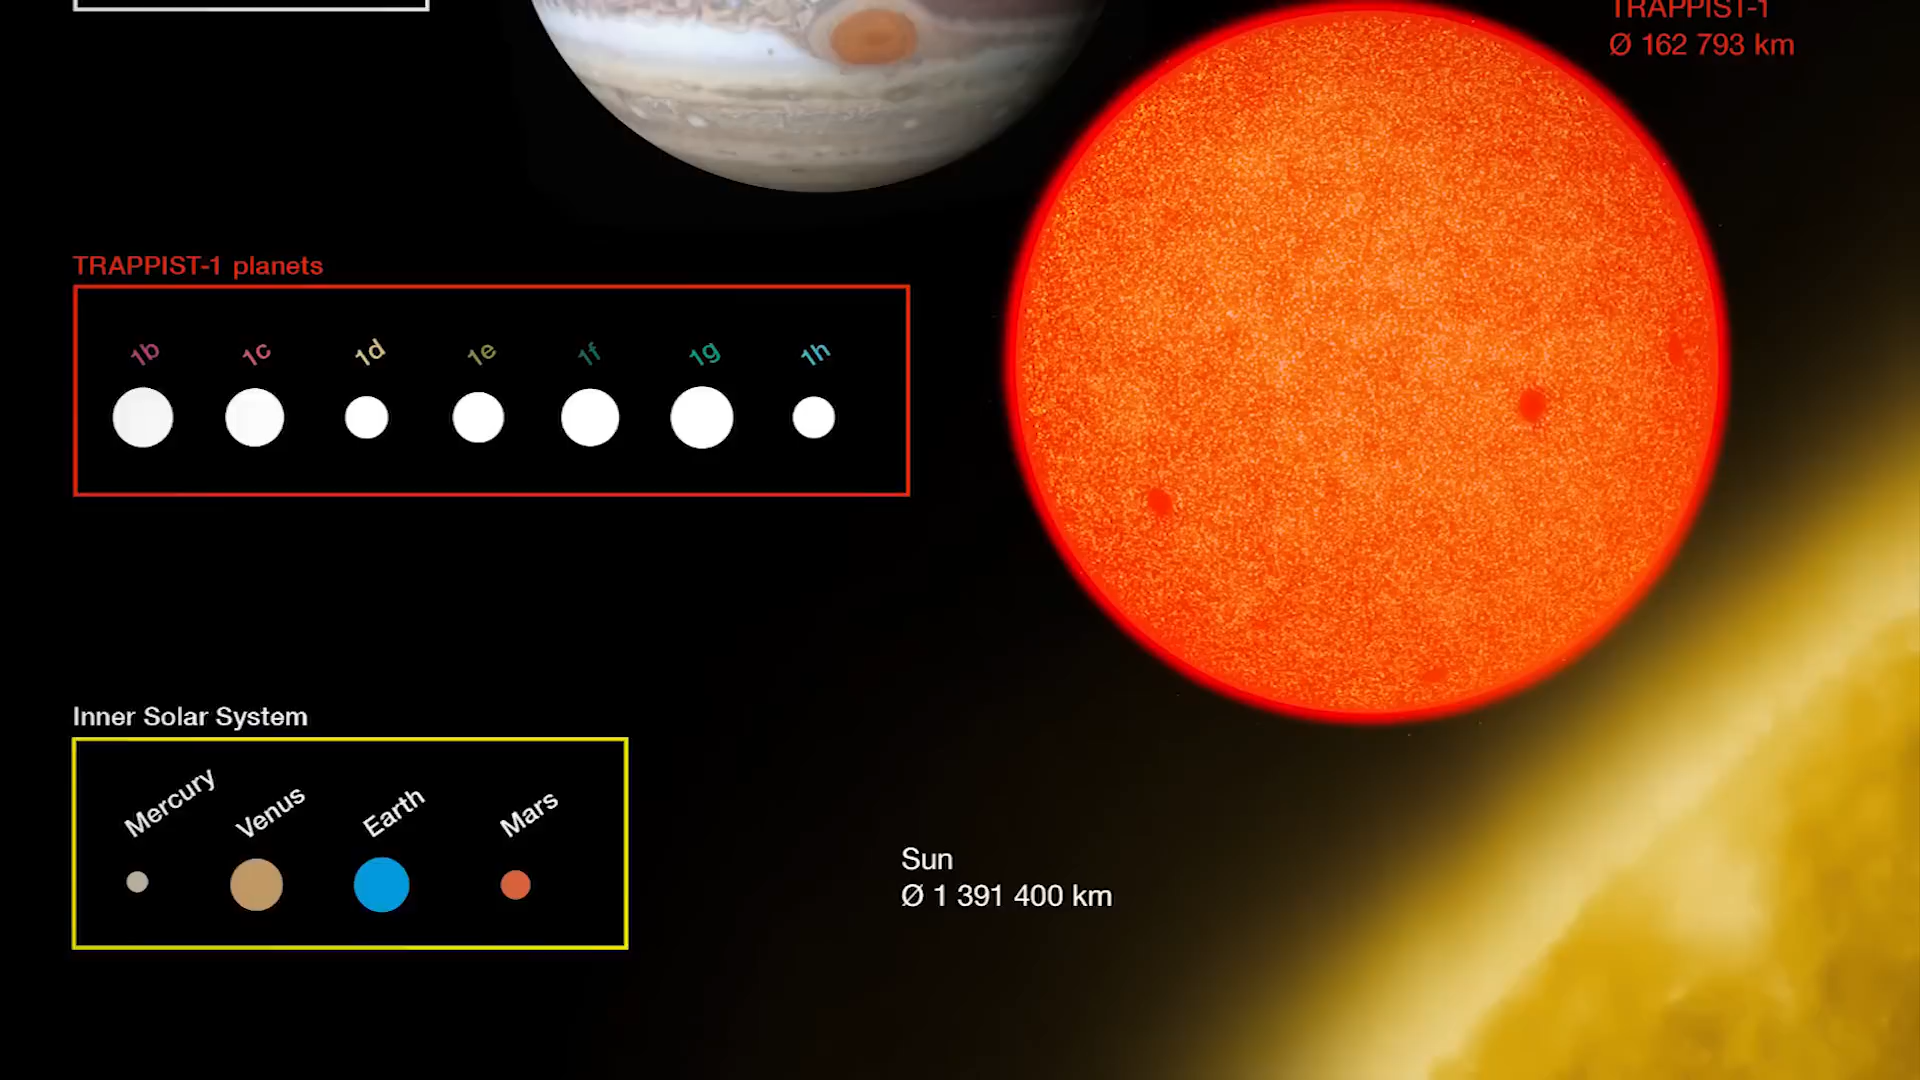 TRAPPIST-1
Ø 162 793 km
TRAPPIST-1 planets
1b 1c 1d 1e 1f 1g 1h
Inner Solar System
Mercury Venus Earth Mars
Sun
Ø 1 391 400 km